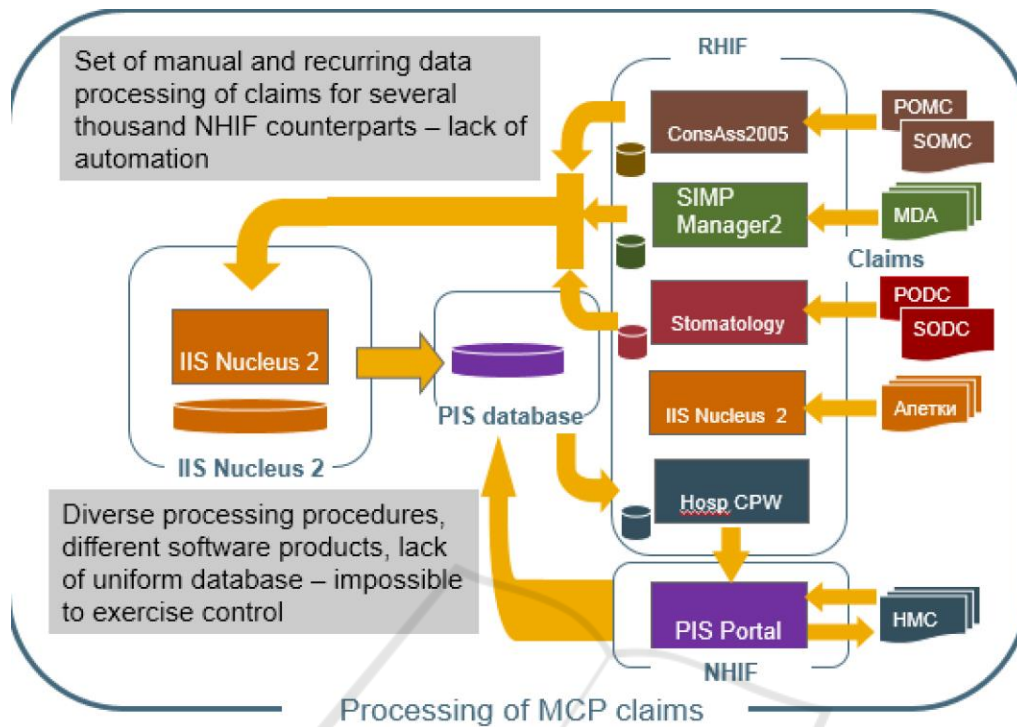 Set of manual and recurring data
processing of claims for several
thousand NHIF counterparts – lack of
automation
RHIF
ConsAss2005
POMC
SOMC
SIMP
Manager2
MDA
Claims
Stomatology
PODC
SODC
IIS Nucleus 2
Апетки
IIS Nucleus 2
IIS Nucleus 2
PIS database
Hosp CPW
Diverse processing procedures,
different software products, lack
of uniform database – impossible
to exercise control
PIS Portal
HMC
NHIF
Processing of MCP claims